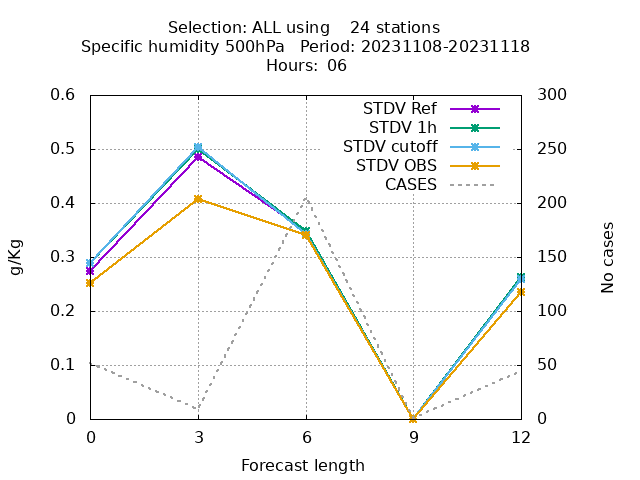 Selection: ALL using    24 stations
Specific humidity 500hPa   Period: 20231108-20231118
Hours: 06
STDV Ref
STDV 1h
STDV cutoff
STDV OBS
CASES
g/Kg
0.6
0.5
0.4
0.3
0.2
0.1
0
300
250
200
150
100
50
0
No cases
0 3 6 9 12
Forecast length